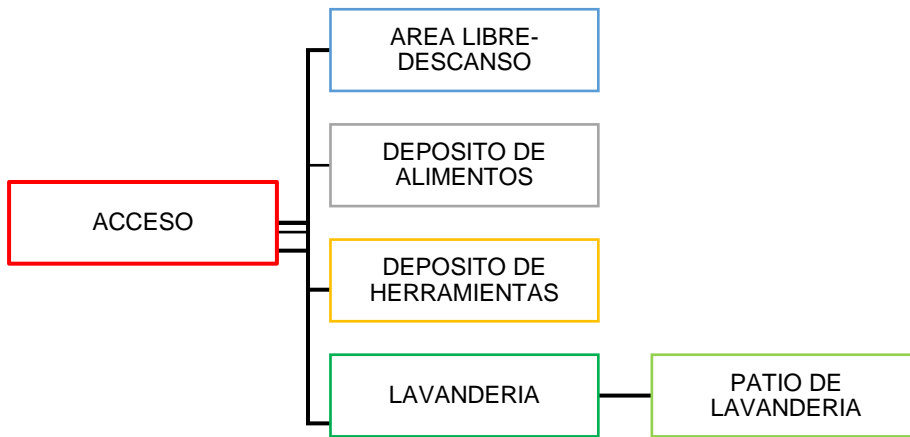 AREA LIBRE-
DESCANSO
DEPOSITO DE
ALIMENTOS
ACCESO
DEPOSITO DE
HERRAMIENTAS
LAVANDERIA
PATIO DE
LAVANDERIA